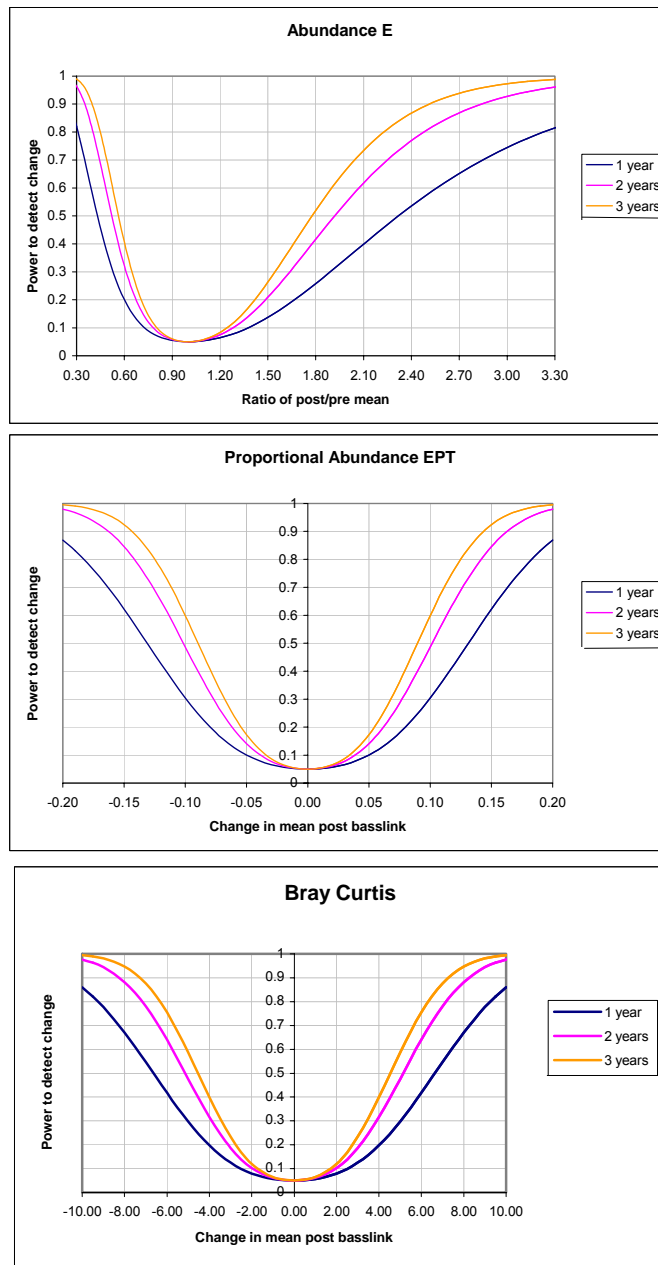 Abundance E
1
0.9
0.8
0.7
0.6
0.5
0.4
0.3
0.2
0.1
0
0.30 0.60 0.90 1.20 1.50 1.80 2.10 2.40 2.70 3.00 3.30
Power to detect change
Ratio of post/pre mean
1 year
2 years
3 years
Proportional Abundance EPT
1
0.9
0.8
0.7
0.6
0.5
0.4
0.3
0.2
0.1
0
-0.20 -0.15 -0.10 -0.05 0.00 0.05 0.10 0.15 0.20
Power to detect change
Change in mean post basslink
1 year
2 years
3 years
Bray Curtis
1
0.9
0.8
0.7
0.6
0.5
0.4
0.3
0.2
0.1
0
-10.00 -8.00 -6.00 -4.00 -2.00 0.00 2.00 4.00 6.00 8.00 10.00
Power to detect change
Change in mean post basslink
1 year
2 years
3 years